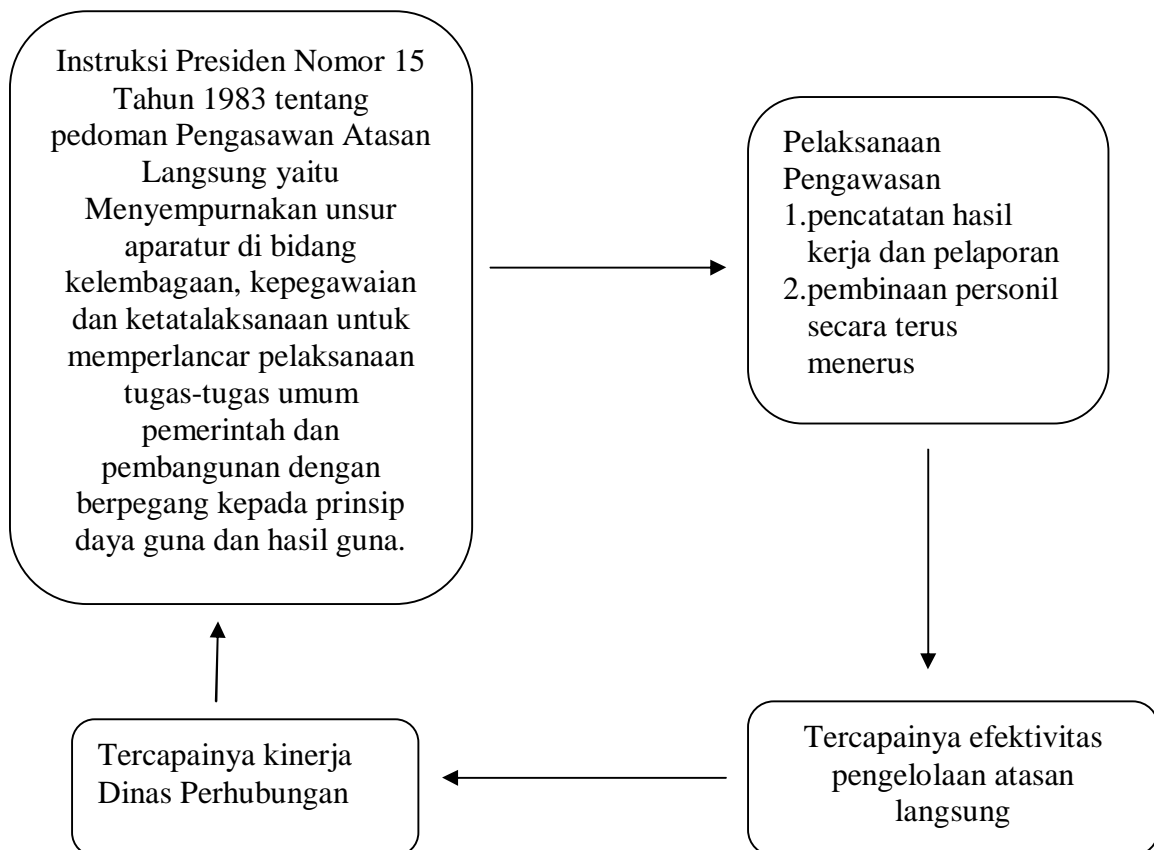 Instruksi Presiden Nomor 15
Tahun 1983 tentang
pedoman Pengasawan Atasan
Langsung yaitu
Menyempurnakan unsur
aparatur di bidang
kelembagaan, kepegawaian
dan ketatalaksanaan untuk
memperlancar pelaksanaan
tugas-tugas umum
pemerintah dan
pembangunan dengan
berpegang kepada prinsip
daya guna dan hasil guna.
Pelaksanaan
Pengawasan
1.pencatatan hasil
kerja dan pelaporan
2.pembinaan personil
secara terus
menerus
Tercapainya efektivitas
pengelolaan atasan
langsung
Tercapainya kinerja
Dinas Perhubungan